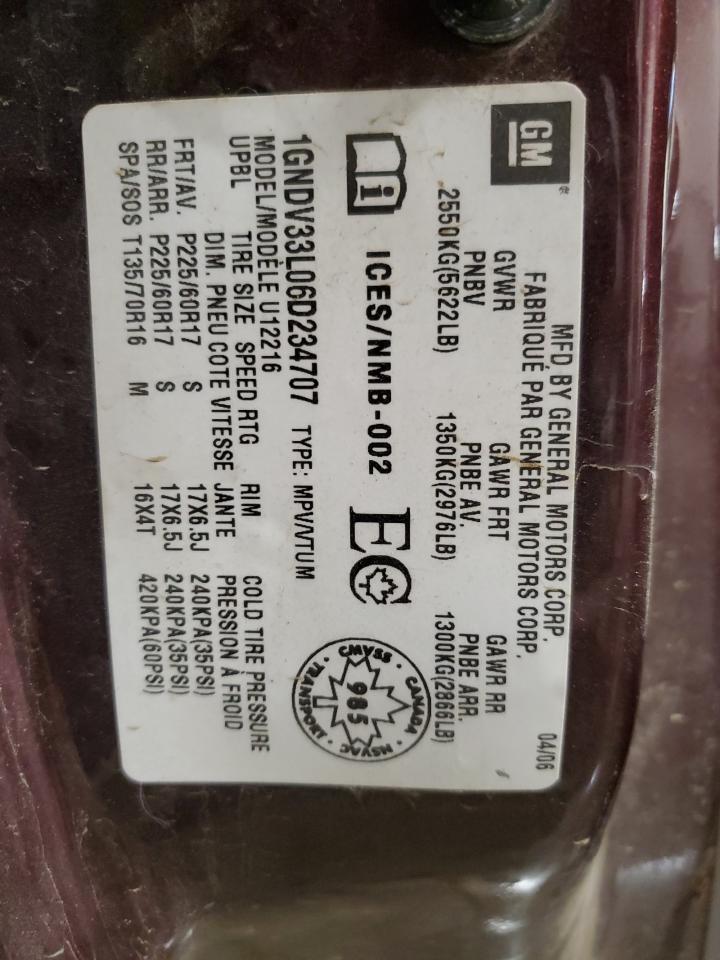 GM
MFD BY GENERAL MOTORS CORP. 04/06
FABRIQUÉ PAR GENERAL MOTORS CORP.
GVWR GAWR FRT GAWR RR
PNBV PNBE AV. PNBE ARR.
2550KG(5622LB) 1350KG(2976LB) 1300KG(2866LB)
i ICES/NMB-002 EC
CMVSS · CANADA · NSVAC · TRANSPORT ·
985
1GNDV33L06D234707 TYPE: MPV/VTUM
MODEL/MODÈLE U12216
UPBL TIRE SIZE SPEED RTG RIM COLD TIRE PRESSURE
DIM. PNEU COTE VITESSE JANTE PRESSION À FROID
FRT/AV. P225/60R17 S 17X6.5J 240KPA(35PSI)
RR/ARR. P225/60R17 S 17X6.5J 240KPA(35PSI)
SPA/SOS T135/70R16 M 16X4T 420KPA(60PSI)